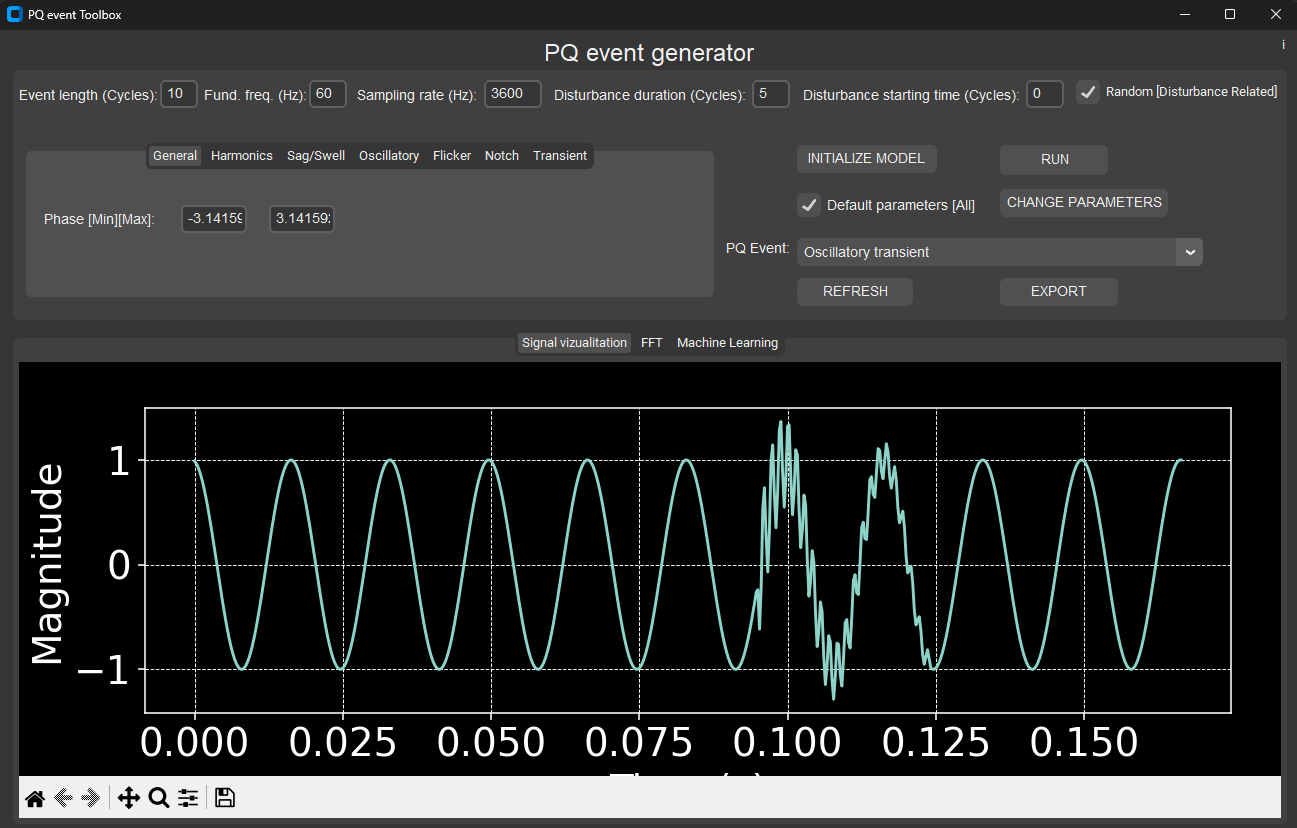 PQ event Toolbox
PQ event generator
i
Event length (Cycles): 10 Fund. freq. (Hz): 60 Sampling rate (Hz): 3600 Disturbance duration (Cycles): 5 Disturbance starting time (Cycles): 0 Random [Disturbance Related]
General Harmonics Sag/Swell Oscillatory Flicker Notch Transient
INITIALIZE MODEL RUN
Phase [Min][Max]: -3.14159 3.14159
Default parameters [All] CHANGE PARAMETERS
PQ Event: Oscillatory transient
REFRESH EXPORT
Signal vizualitation FFT Machine Learning
Magnitude
1
0
−1
0.000 0.025 0.050 0.075 0.100 0.125 0.150